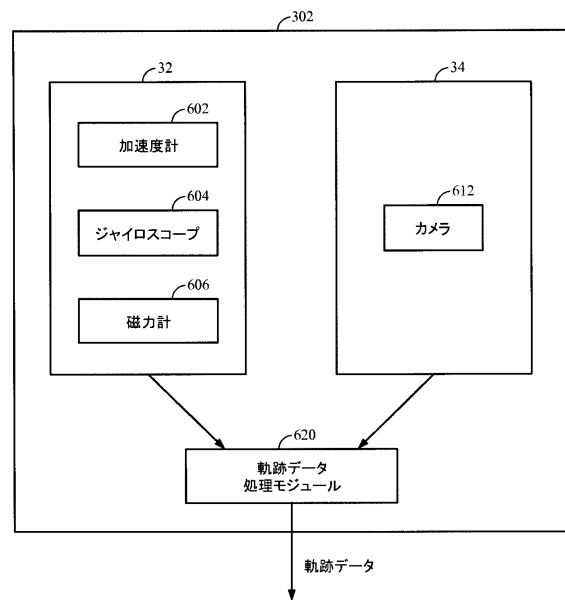 302
32
34
602
加速度計
604
ジャイロスコープ
612
カメラ
606
磁力計
620
軌跡データ
処理モジュール
軌跡データ